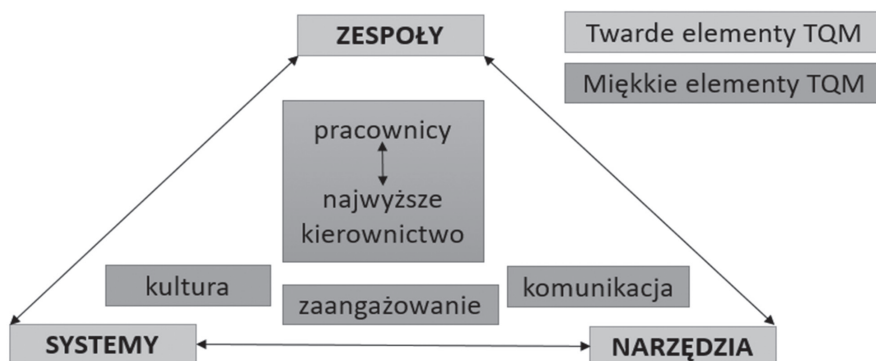 ZESPOŁY
Twarde elementy TQM
Miękkie elementy TQM
pracownicy
najwyższe
kierownictwo
kultura
zaangażowanie
komunikacja
SYSTEMY
NARZĘDZIA